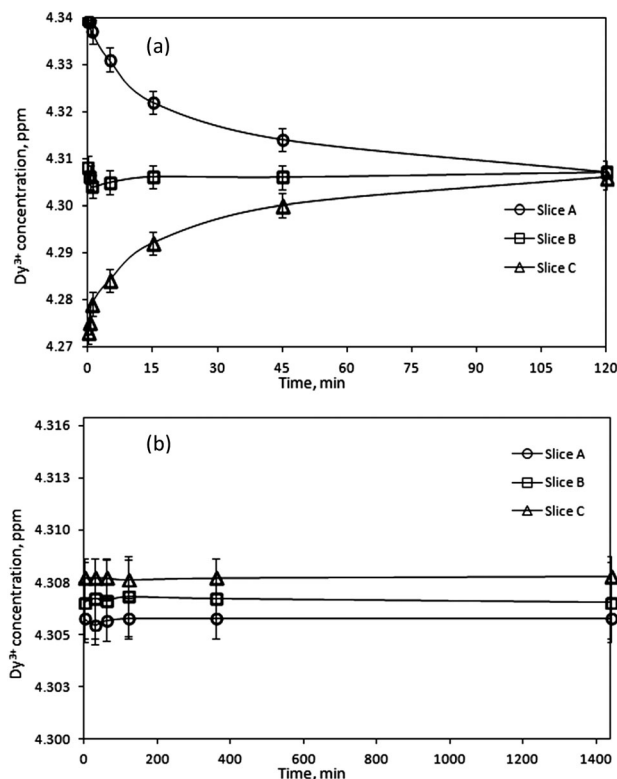 4.34
(a)
4.33
4.32
4.31
4.30
4.29
4.28
4.27
Dy³⁺ concentration, ppm
Slice A
Slice B
Slice C
0 15 30 45 60 75 90 105 120
Time, min
4.316
(b)
4.313
4.310
4.308
4.305
4.303
4.300
Dy³⁺ concentration, ppm
Slice A
Slice B
Slice C
0 200 400 600 800 1000 1200 1400
Time, min